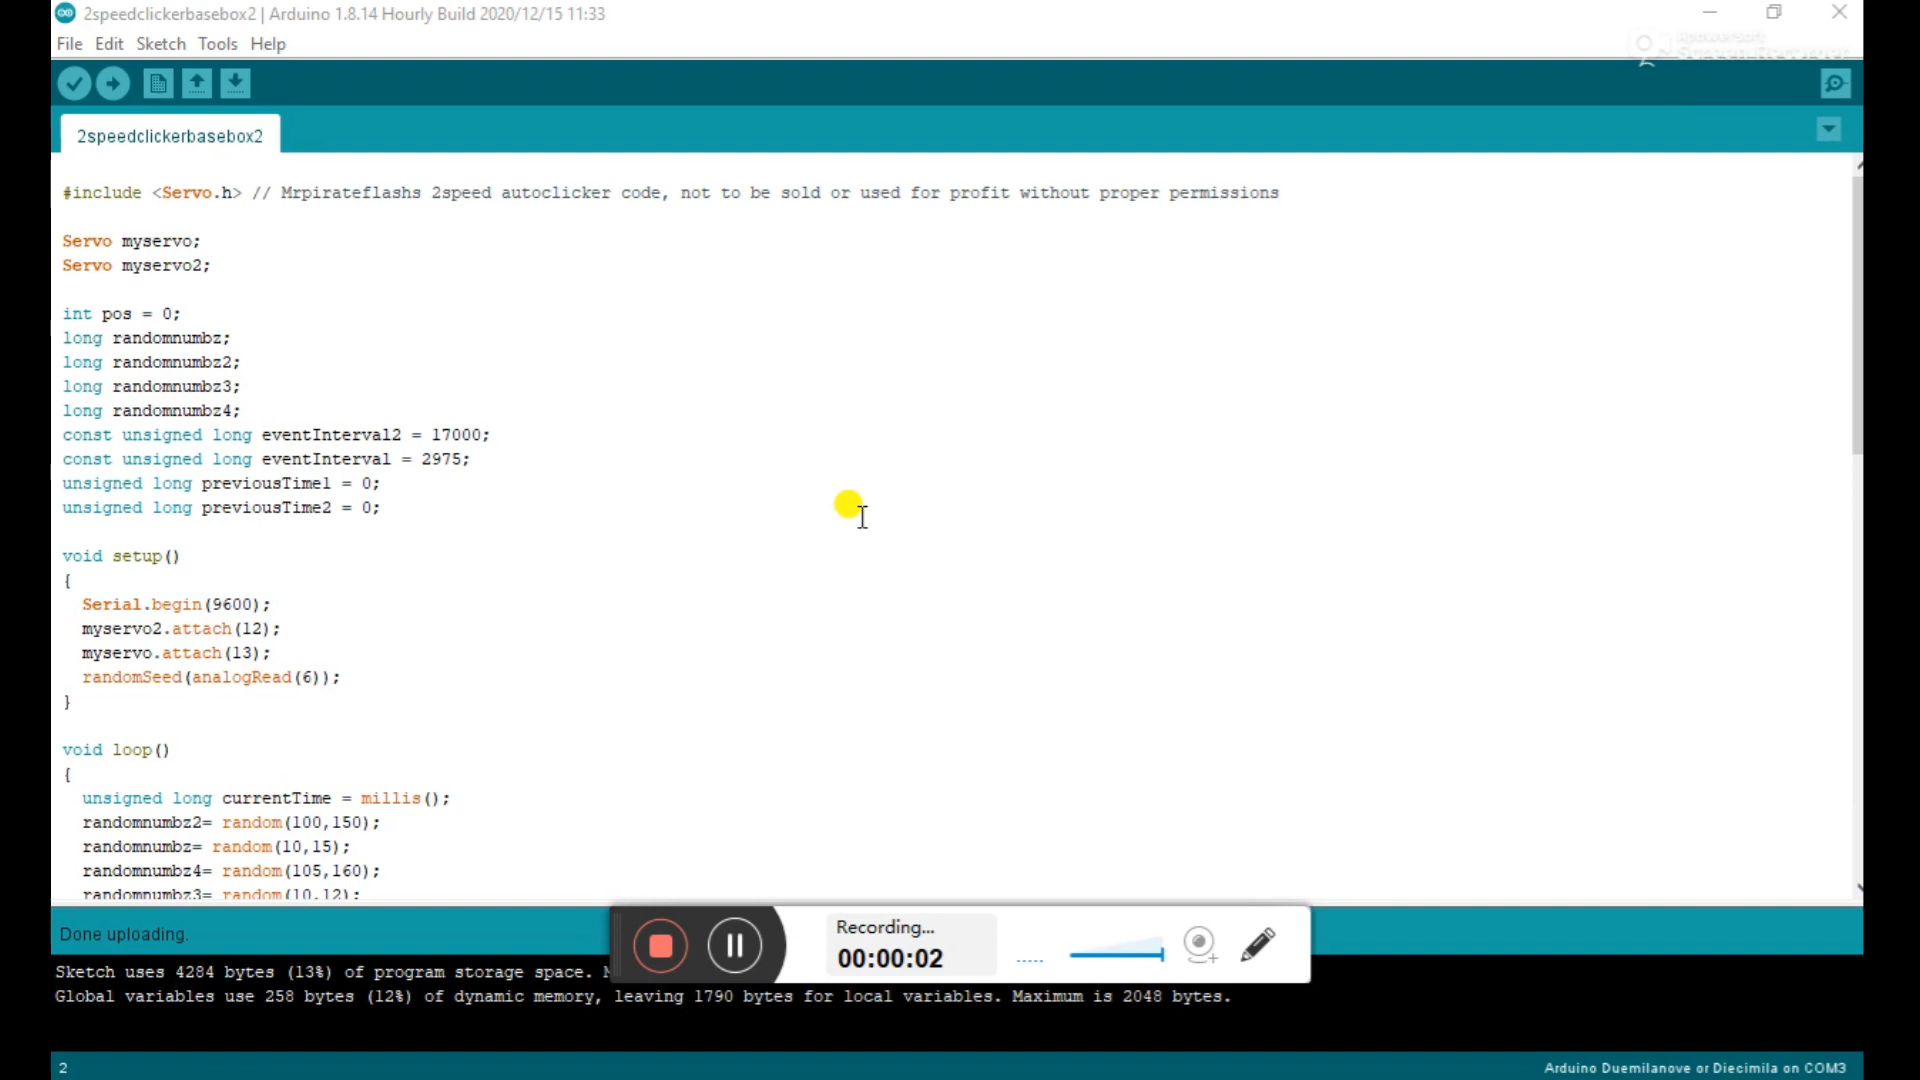 2speedclickerbasebox2 | Arduino 1.8.14 Hourly Build 2020/12/15 11:33
File Edit Sketch Tools Help
Apowersoft
Screen Recorder
2speedclickerbasebox2
#include <Servo.h> // Mrpirateflashs 2speed autoclicker code, not to be sold or used for profit without proper permissions
Servo myservo;
Servo myservo2;
int pos = 0;
long randomnumbz;
long randomnumbz2;
long randomnumbz3;
long randomnumbz4;
const unsigned long eventInterval2 = 17000;
const unsigned long eventInterval = 2975;
unsigned long previousTime1 = 0;
unsigned long previousTime2 = 0;
void setup()
{
Serial.begin(9600);
myservo2.attach(12);
myservo.attach(13);
randomSeed(analogRead(6));
}
void loop()
{
unsigned long currentTime = millis();
randomnumbz2= random(100,150);
randomnumbz= random(10,15);
randomnumbz4= random(105,160);
randomnumbz3= random(10,12);
Done uploading.
Recording...
00:00:02
Sketch uses 4284 bytes (13%) of program storage space.
Global variables use 258 bytes (12%) of dynamic memory, leaving 1790 bytes for local variables. Maximum is 2048 bytes.
2
Arduino Duemilanove or Diecimila on COM3